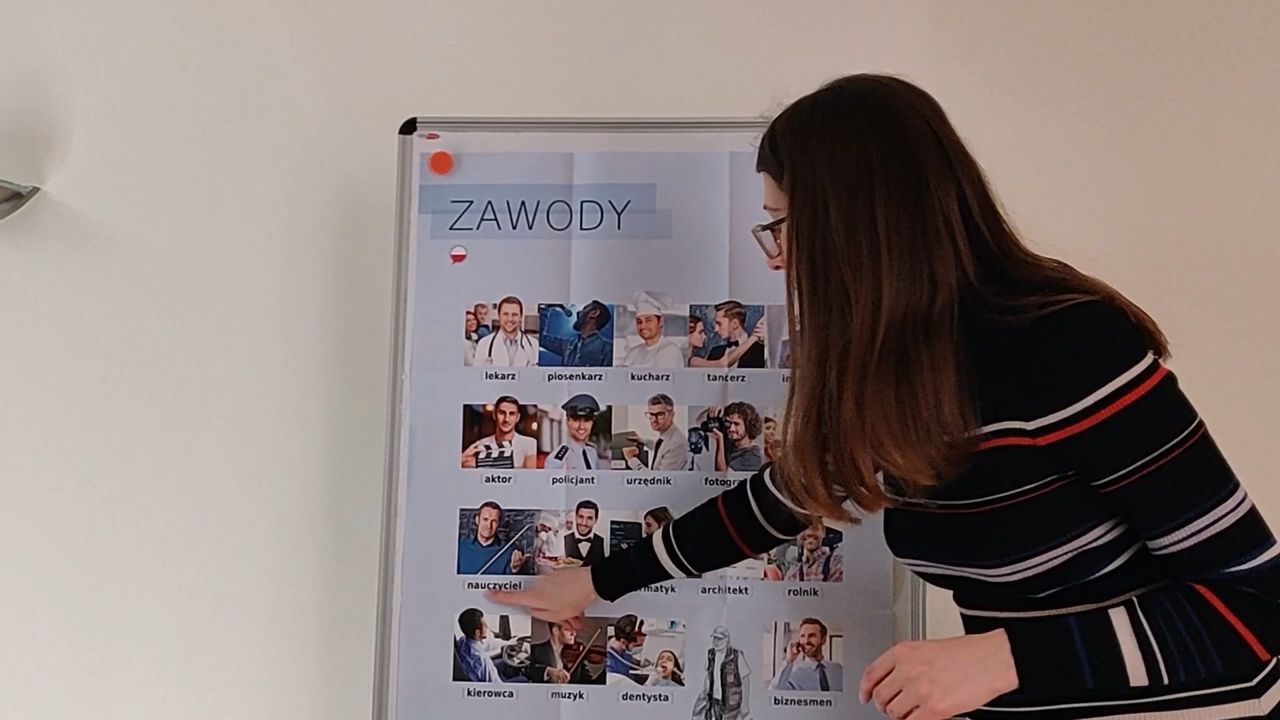 ZAWODY
lekarz piosenkarz kucharz tancerz
aktor policjant urzędnik
nauczyciel architekt rolnik
kierowca muzyk dentysta biznesmen